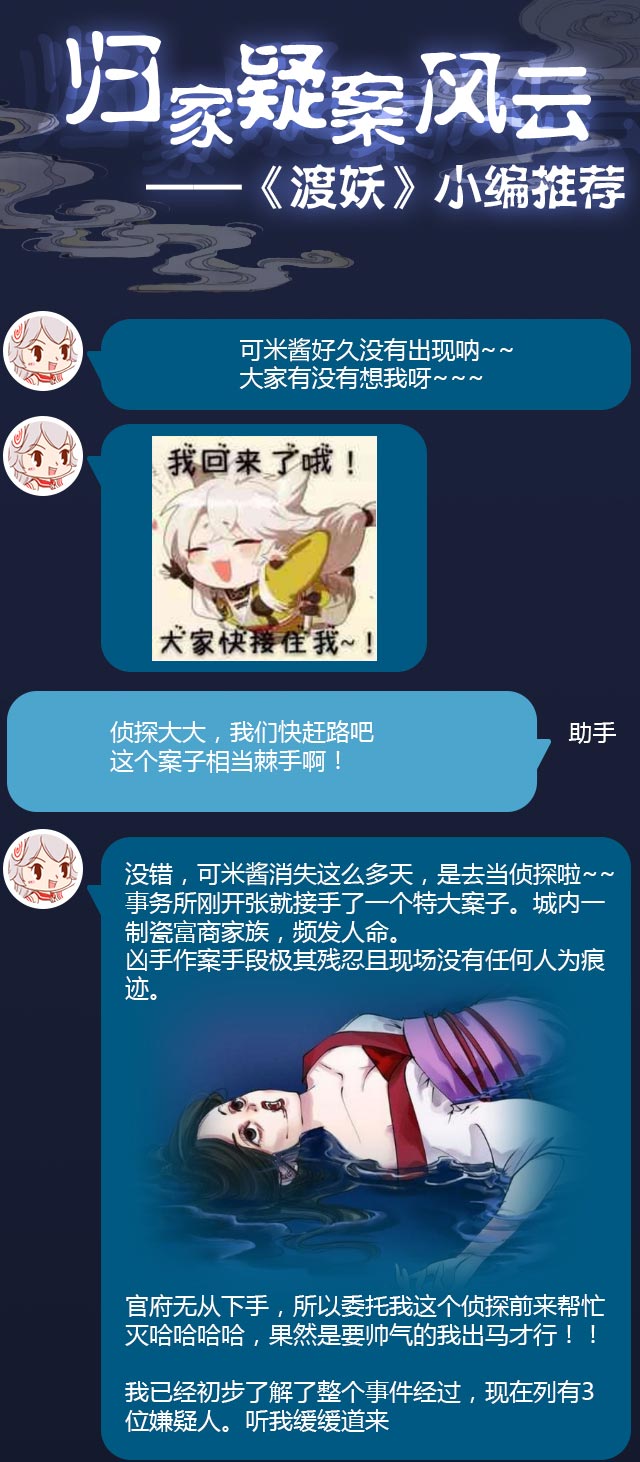 归家疑案风云
——《渡妖》小编推荐
可米酱好久没有出现呐~~
大家有没有想我呀~~~
我回来了哦！
大家快接住我~！
侦探大大，我们快赶路吧
这个案子相当棘手啊！
助手
没错，可米酱消失这么多天，是去当侦探啦~~
事务所刚开张就接手了一个特大案子。城内一
制瓷富商家族，频发人命。
凶手作案手段极其残忍且现场没有任何人为痕
迹。
官府无从下手，所以委托我这个侦探前来帮忙
灭哈哈哈哈，果然是要帅气的我出马才行！！
我已经初步了解了整个事件经过，现在列有3
位嫌疑人。听我缓缓道来